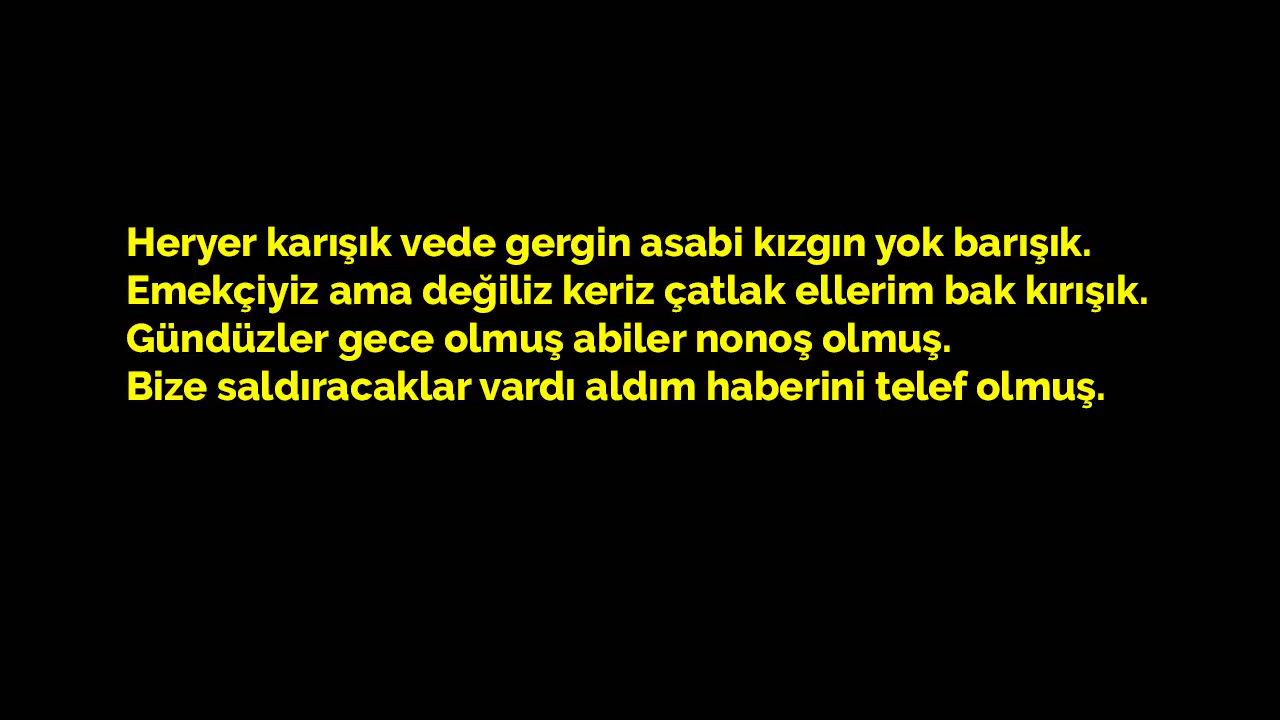 Heryer karışık vede gergin asabi kızgın yok barışık.
Emekçiyiz ama değiliz keriz çatlak ellerim bak kırışık.
Gündüzler gece olmuş abiler nonoş olmuş.
Bize saldıracaklar vardı aldım haberini telef olmuş.